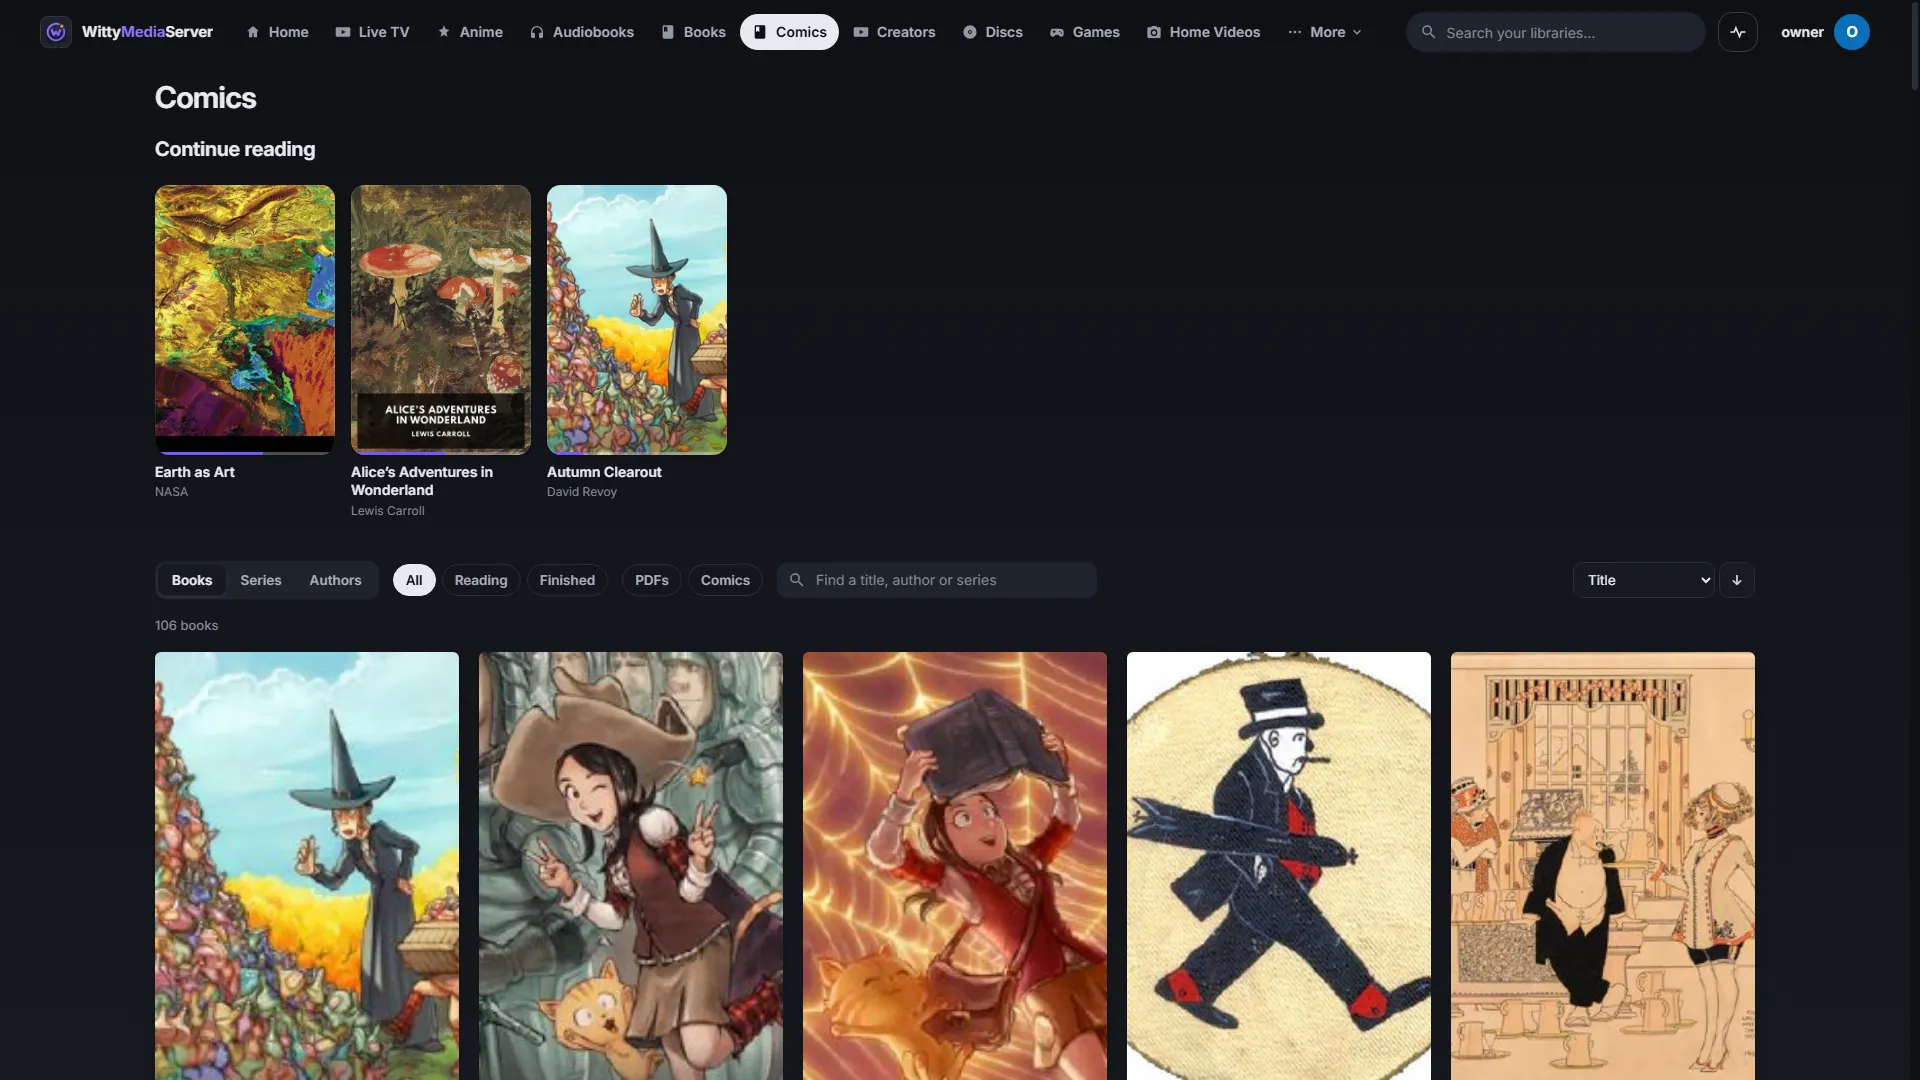 WittyMediaServer
Home
Live TV
Anime
Audiobooks
Books
Comics
Creators
Discs
Games
Home Videos
More
Search your libraries...
owner
O
Comics
Continue reading
ALICE'S ADVENTURES
IN WONDERLAND
LEWIS CARROLL
Earth as Art
NASA
Alice's Adventures in
Wonderland
Lewis Carroll
Autumn Clearout
David Revoy
Books
Series
Authors
All
Reading
Finished
PDFs
Comics
Find a title, author or series
Title
106 books